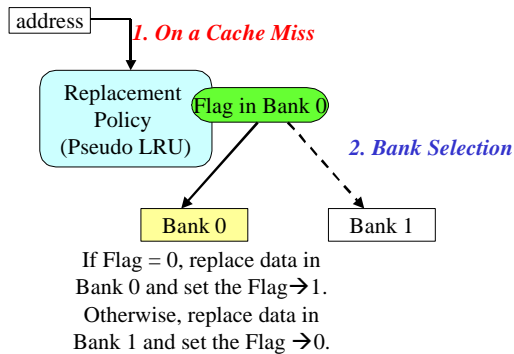 address
1. On a Cache Miss
Replacement
Policy
(Pseudo LRU)
Flag in Bank 0
2. Bank Selection
Bank 0
Bank 1
If Flag = 0, replace data in
Bank 0 and set the Flag→1.
Otherwise, replace data in
Bank 1 and set the Flag →0.